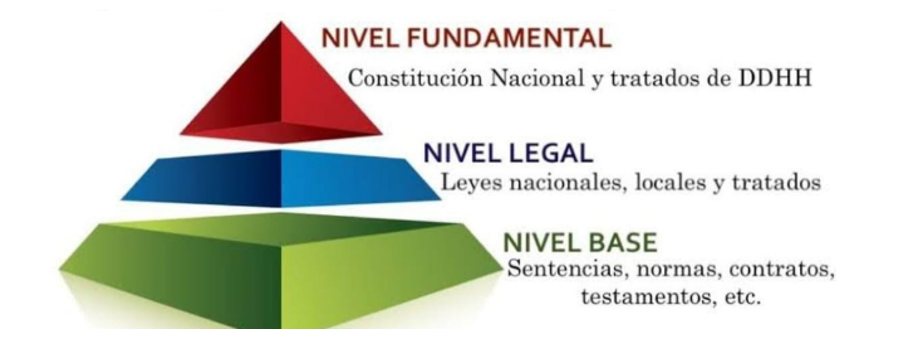 NIVEL FUNDAMENTAL
Constitución Nacional y tratados de DDHH
NIVEL LEGAL
Leyes nacionales, locales y tratados
NIVEL BASE
Sentencias, normas, contratos,
testamentos, etc.